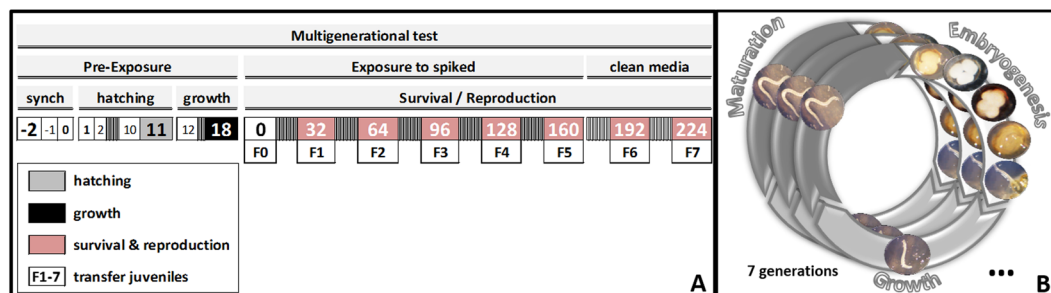 Multigenerational test
Pre-Exposure
Exposure to spiked
clean media
synch
hatching
growth
Survival / Reproduction
-2 -1 0
1 2 10 11
12 18
0 32 64 96 128 160 192 224
F0 F1 F2 F3 F4 F5 F6 F7
hatching
growth
survival & reproduction
F1-7 transfer juveniles
A
Maturation
Embryogenesis
7 generations
Growth
...
B